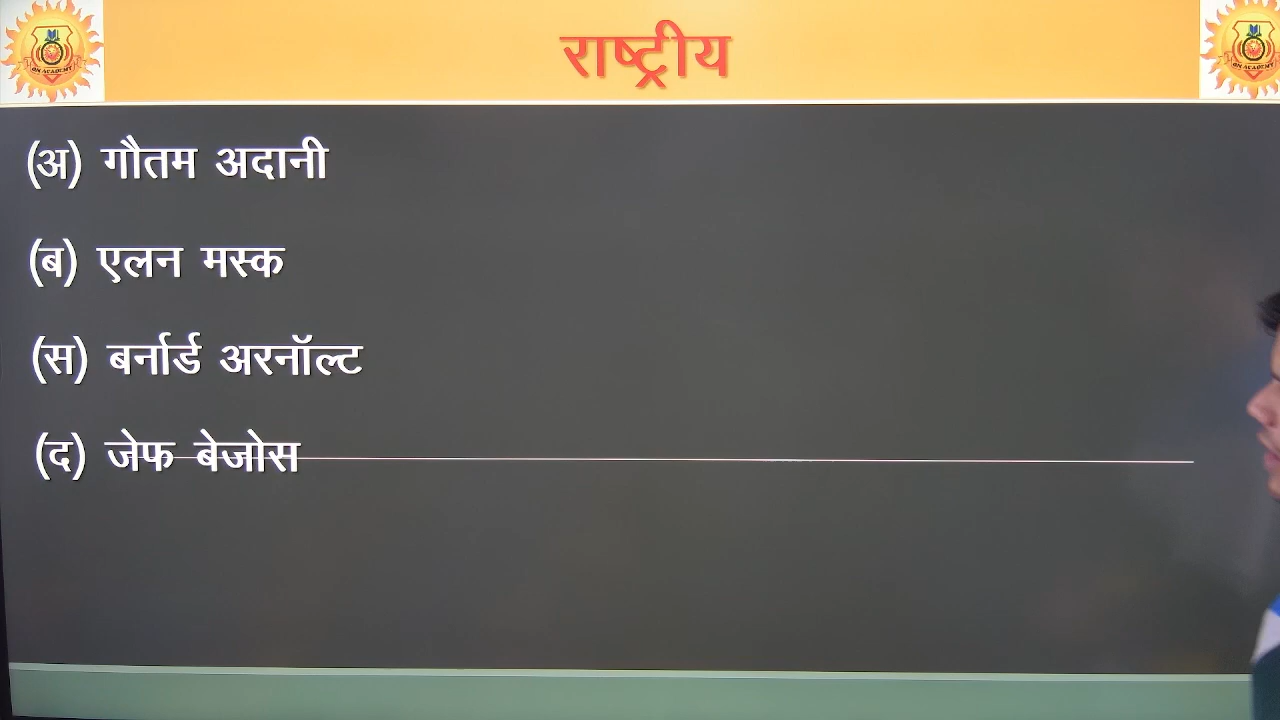 राष्ट्रीय
(अ) गौतम अदानी
(ब) एलन मस्क
(स) बर्नार्ड अरनॉल्ट
(द) जेफ बेजोस